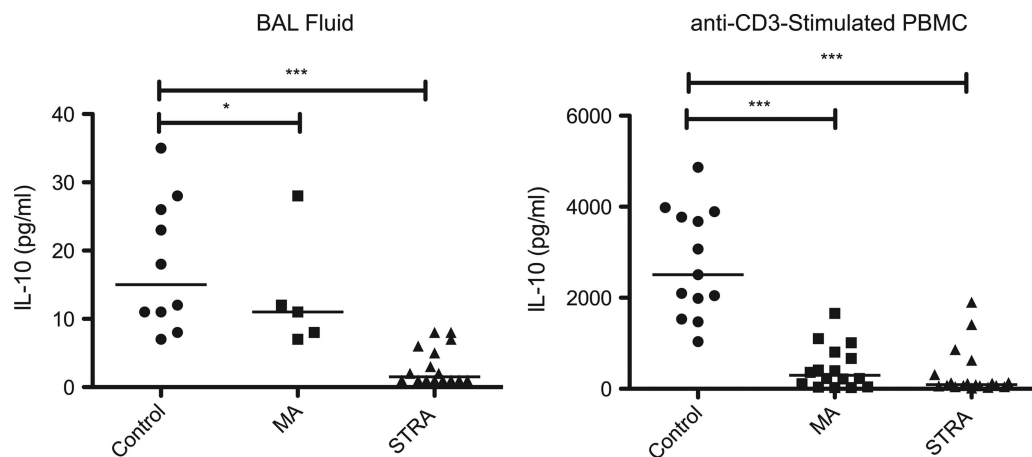 BAL Fluid
***
*
40
30
20
10
0
IL-10 (pg/ml)
Control
MA
STRA
anti-CD3-Stimulated PBMC
***
***
6000
4000
2000
0
IL-10 (pg/ml)
Control
MA
STRA